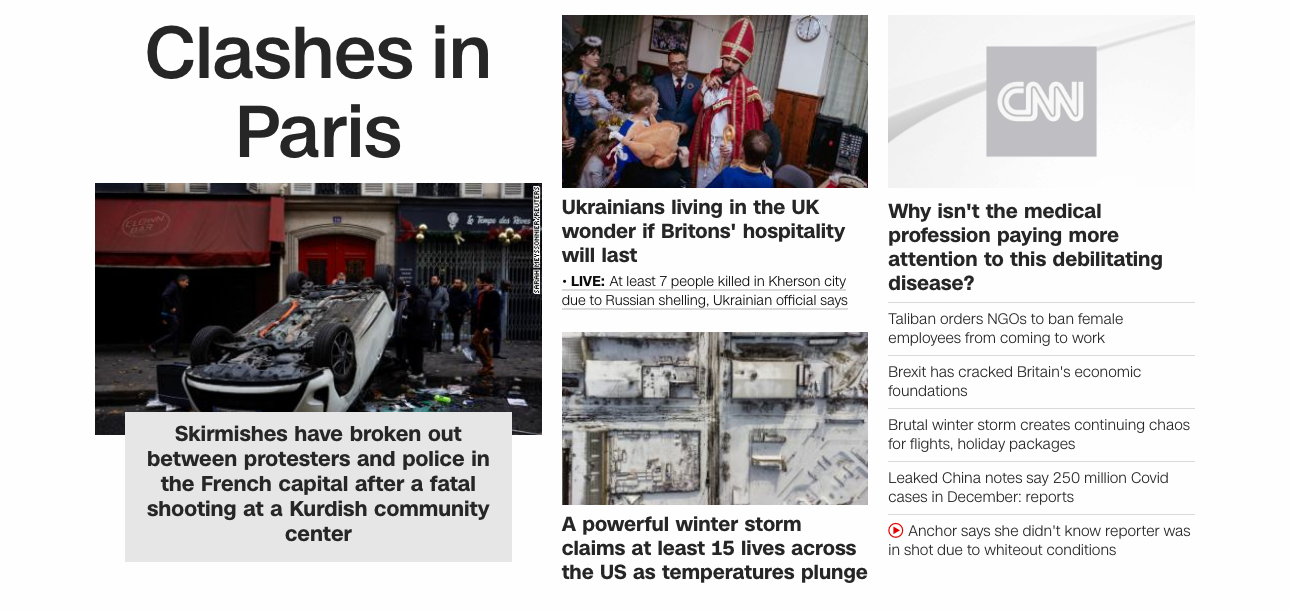 Clashes in
Paris
CLOWN
BAR
Le Temps des Rêves
SARAH MEYSSONNIER/REUTERS
Skirmishes have broken out
between protesters and police in
the French capital after a fatal
shooting at a Kurdish community
center
Ukrainians living in the UK
wonder if Britons' hospitality
will last
• LIVE: At least 7 people killed in Kherson city
due to Russian shelling, Ukrainian official says
A powerful winter storm
claims at least 15 lives across
the US as temperatures plunge
CNN
Why isn't the medical
profession paying more
attention to this debilitating
disease?
Taliban orders NGOs to ban female
employees from coming to work
Brexit has cracked Britain's economic
foundations
Brutal winter storm creates continuing chaos
for flights, holiday packages
Leaked China notes say 250 million Covid
cases in December: reports
Anchor says she didn't know reporter was
in shot due to whiteout conditions